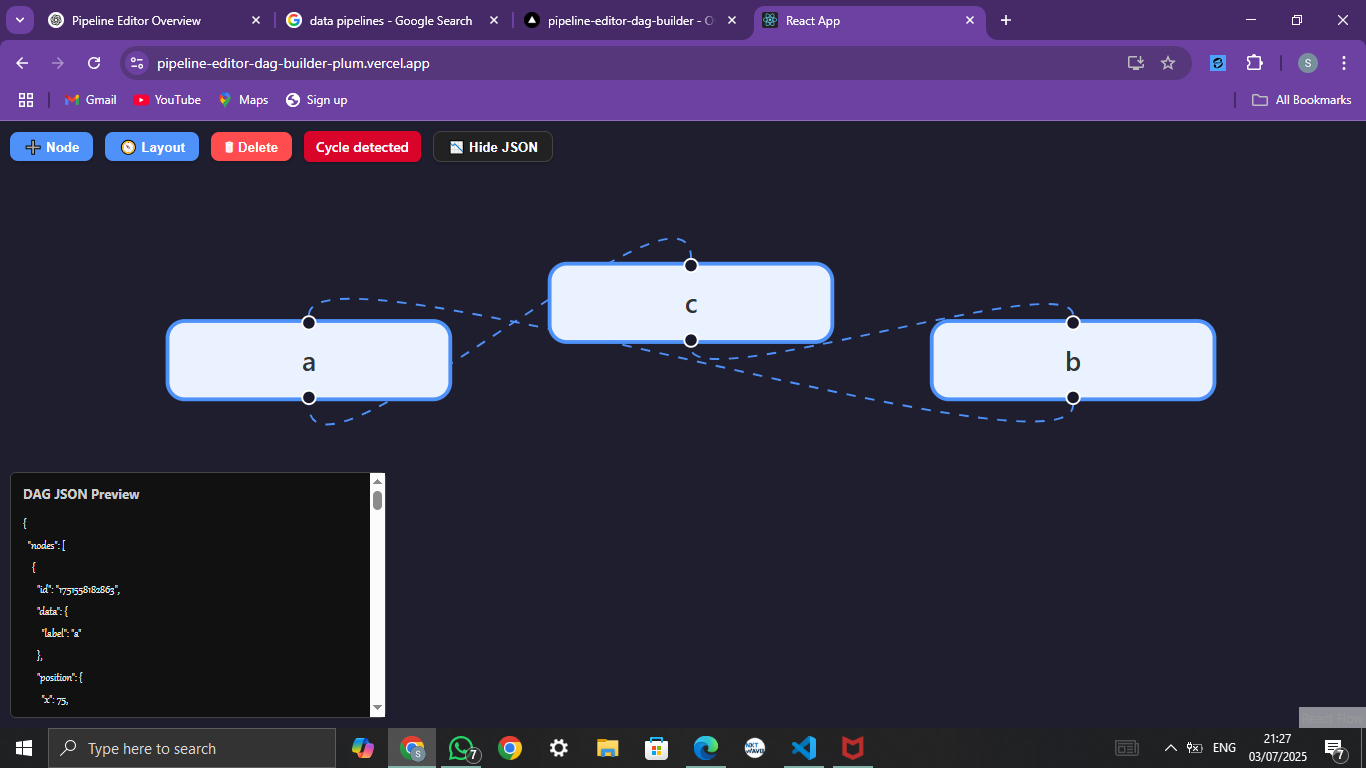 Pipeline Editor Overview
data pipelines - Google Search
pipeline-editor-dag-builder - O
React App
pipeline-editor-dag-builder-plum.vercel.app
S
Gmail
YouTube
Maps
Sign up
All Bookmarks
Node
Layout
Delete
Cycle detected
Hide JSON
c
a
b
DAG JSON Preview
{
"nodes": [
{
"id": "1751558182863",
"data": {
"label": "a"
},
"position": {
"x": 75,
React Flow
Type here to search
S
7
NXT
WAVE
ENG
21:27
03/07/2025
7